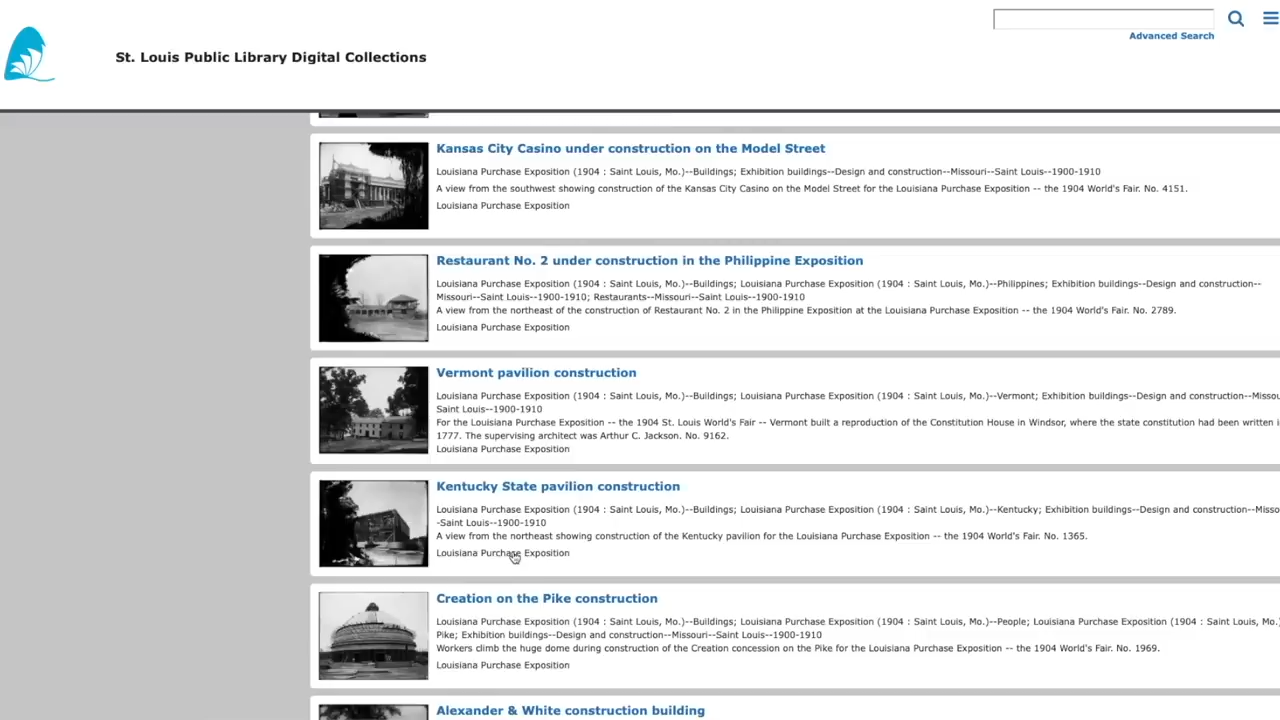 Advanced Search
St. Louis Public Library Digital Collections
Kansas City Casino under construction on the Model Street
Louisiana Purchase Exposition (1904 : Saint Louis, Mo.)--Buildings; Exhibition buildings--Design and construction--Missouri--Saint Louis--1900-1910
A view from the southwest showing construction of the Kansas City Casino on the Model Street for the Louisiana Purchase Exposition -- the 1904 World's Fair. No. 4151.
Louisiana Purchase Exposition
Restaurant No. 2 under construction in the Philippine Exposition
Louisiana Purchase Exposition (1904 : Saint Louis, Mo.)--Buildings; Louisiana Purchase Exposition (1904 : Saint Louis, Mo.)--Philippines; Exhibition buildings--Design and construction--
Missouri--Saint Louis--1900-1910; Restaurants--Missouri--Saint Louis--1900-1910
A view from the northeast of the construction of Restaurant No. 2 in the Philippine Exposition at the Louisiana Purchase Exposition -- the 1904 World's Fair. No. 2789.
Louisiana Purchase Exposition
Vermont pavilion construction
Louisiana Purchase Exposition (1904 : Saint Louis, Mo.)--Buildings; Louisiana Purchase Exposition (1904 : Saint Louis, Mo.)--Vermont; Exhibition buildings--Design and construction--Missou
Saint Louis--1900-1910
For the Louisiana Purchase Exposition -- the 1904 St. Louis World's Fair -- Vermont built a reproduction of the Constitution House in Windsor, where the state constitution had been written i
1777. The supervising architect was Arthur C. Jackson. No. 9162.
Louisiana Purchase Exposition
Kentucky State pavilion construction
Louisiana Purchase Exposition (1904 : Saint Louis, Mo.)--Buildings; Louisiana Purchase Exposition (1904 : Saint Louis, Mo.)--Kentucky; Exhibition buildings--Design and construction--Misso
-Saint Louis--1900-1910
A view from the northeast showing construction of the Kentucky pavilion for the Louisiana Purchase Exposition -- the 1904 World's Fair. No. 1365.
Louisiana Purchase Exposition
Creation on the Pike construction
Louisiana Purchase Exposition (1904 : Saint Louis, Mo.)--Buildings; Louisiana Purchase Exposition (1904 : Saint Louis, Mo.)--People; Louisiana Purchase Exposition (1904 : Saint Louis, Mo.)
Pike; Exhibition buildings--Design and construction--Missouri--Saint Louis--1900-1910
Workers climb the huge dome during construction of the Creation concession on the Pike for the Louisiana Purchase Exposition -- the 1904 World's Fair. No. 1969.
Louisiana Purchase Exposition
Alexander & White construction building